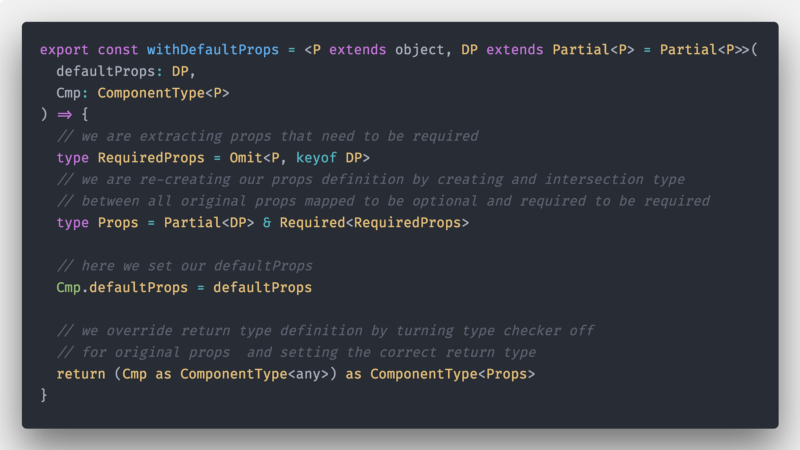 export const withDefaultProps = <P extends object, DP extends Partial<P> = Partial<P>>(
  defaultProps: DP,
  Cmp: ComponentType<P>
) => {
  // we are extracting props that need to be required
  type RequiredProps = Omit<P, keyof DP>
  // we are re-creating our props definition by creating and intersection type
  // between all original props mapped to be optional and required to be required
  type Props = Partial<DP> & Required<RequiredProps>

  // here we set our defaultProps
  Cmp.defaultProps = defaultProps

  // we override return type definition by turning type checker off
  // for original props  and setting the correct return type
  return (Cmp as ComponentType<any>) as ComponentType<Props>
}